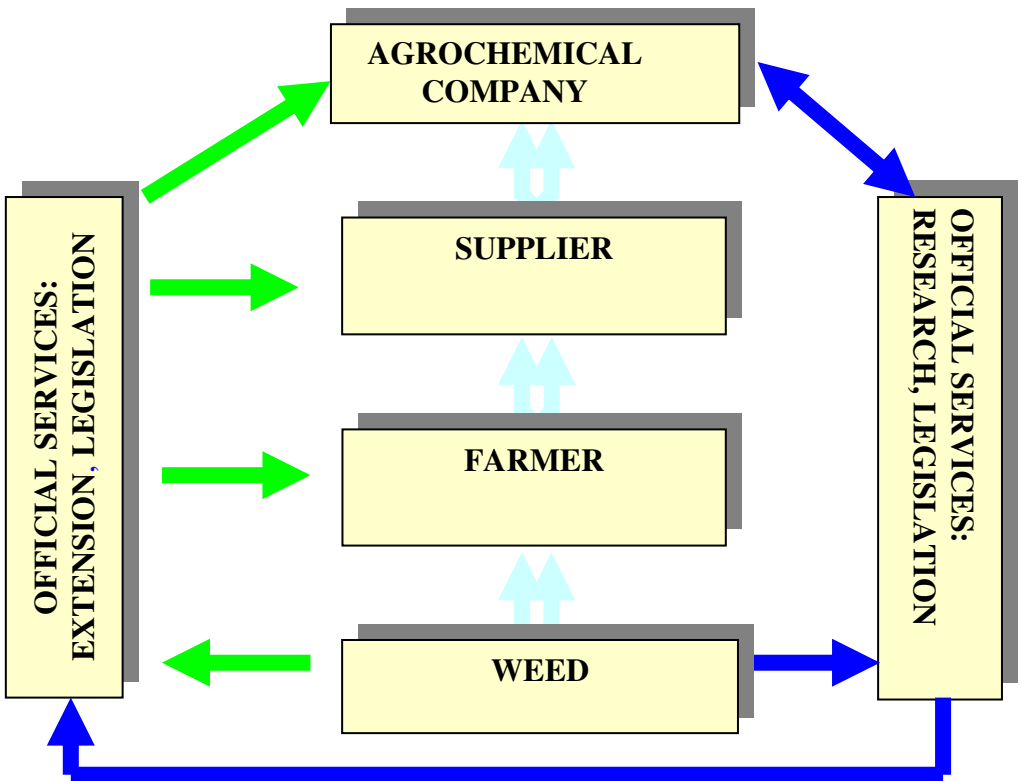 AGROCHEMICAL
COMPANY
OFFICIAL SERVICES:
EXTENSION, LEGISLATION
SUPPLIER
FARMER
WEED
OFFICIAL SERVICES:
RESEARCH, LEGISLATION